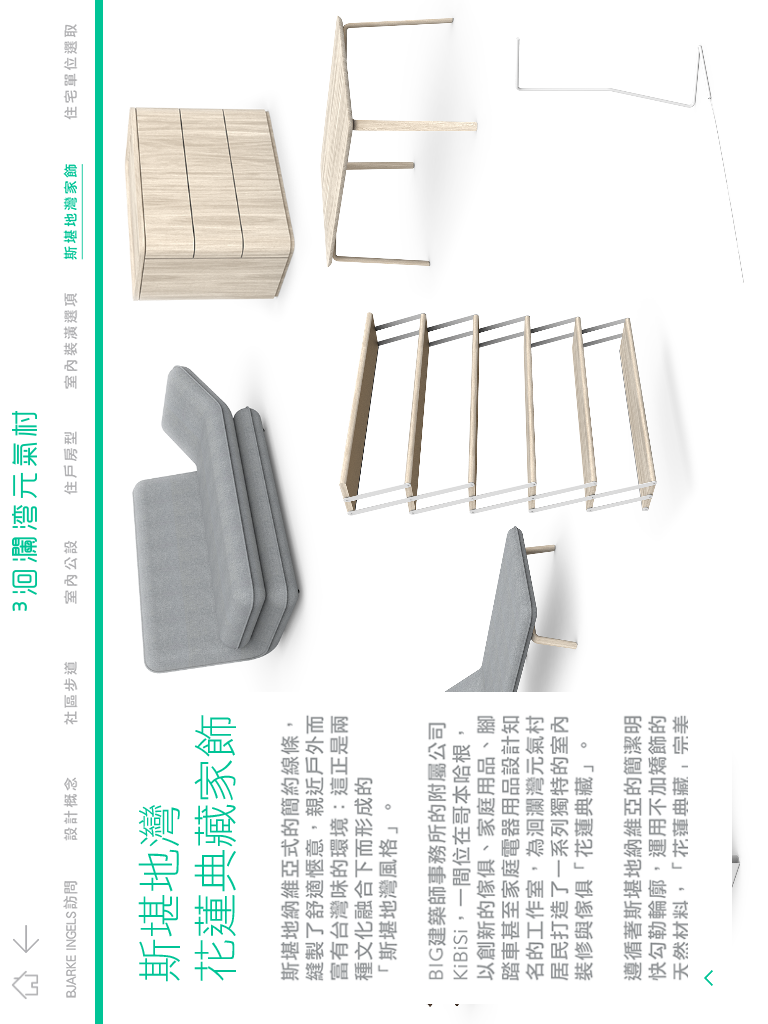 ³洄瀾湾元氣村
BJARKE INGELS訪問
設計概念
社區步道
室內公設
住戶房型
室內裝潢選項
斯堪地灣家飾
住宅單位選取
斯堪地灣
花蓮典藏家飾
斯堪地納維亞式的簡約線條，
縫製了舒適愜意，親近戶外而
富有台灣味的環境：這正是兩
種文化融合下而形成的
「斯堪地灣風格」。
BIG建築師事務所的附屬公司
KiBiSi，一間位在哥本哈根，
以創新的傢俱、家庭用品、腳
踏車甚至家庭電器用品設計知
名的工作室，為洄瀾灣元氣村
居民打造了一系列獨特的室內
裝修與傢俱「花蓮典藏」。
遵循著斯堪地納維亞的簡潔明
快勾勒輪廓，運用不加矯飾的
天然材料，「花蓮典藏」完美